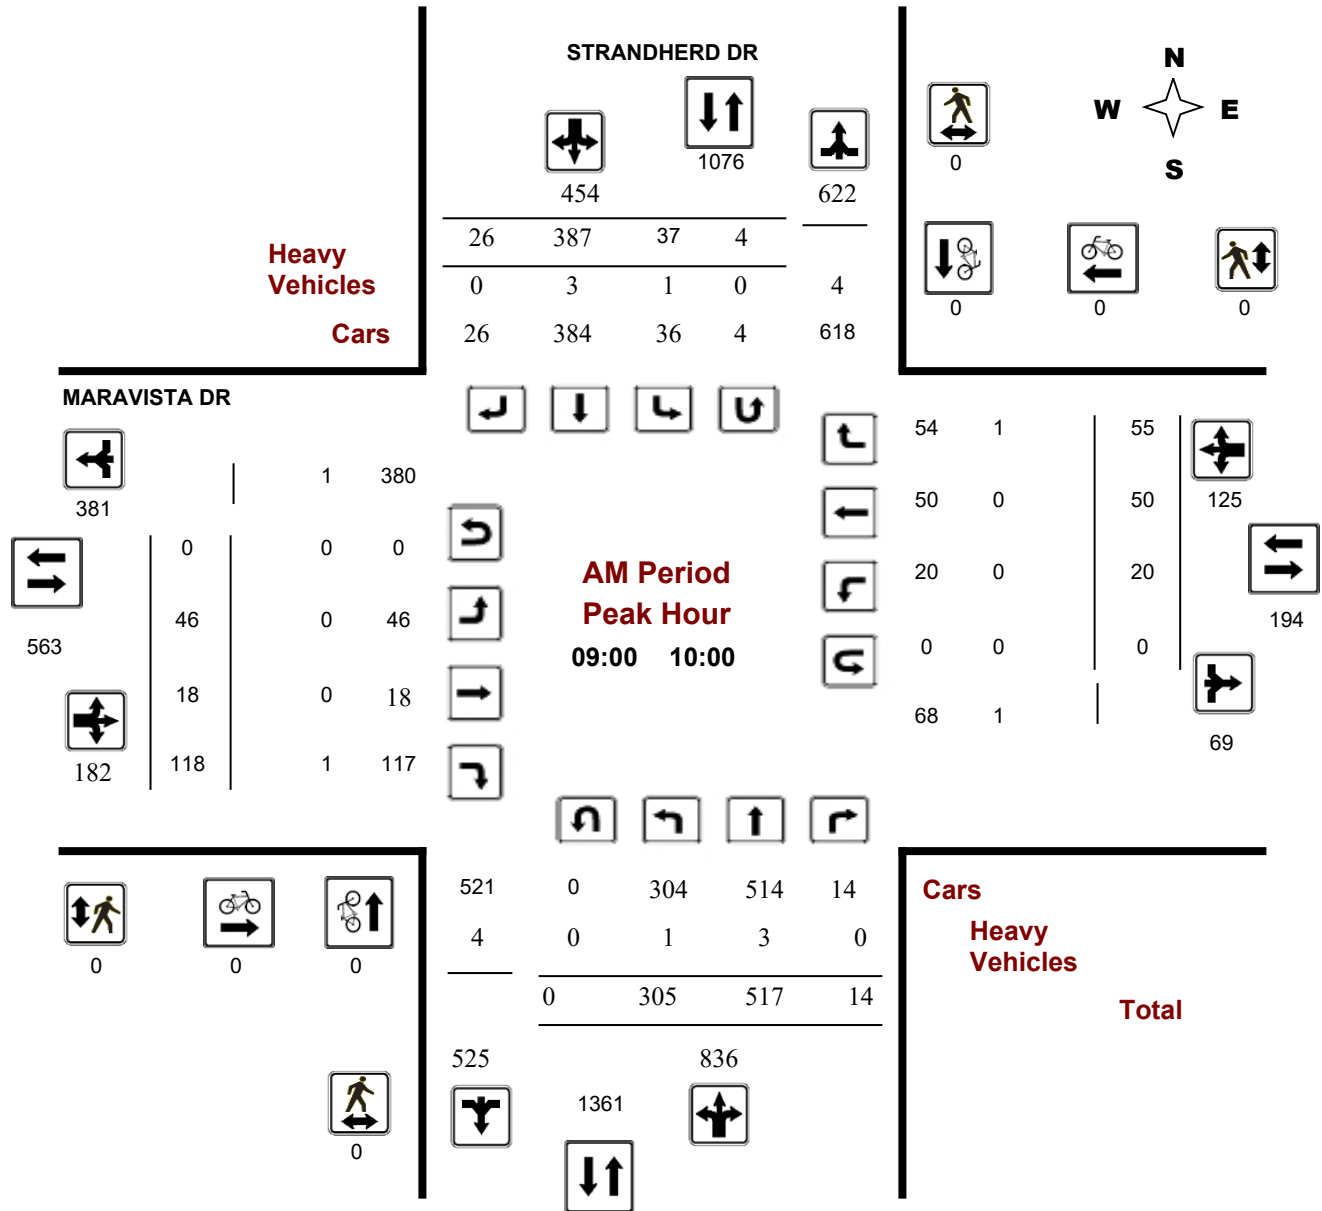 STRANDHERD DR
N
W E
S
1076
0
454 622
26 387 37 4
Heavy
Vehicles
0 3 1 0 4
0 0 0
Cars 26 384 36 4 618
MARAVISTA DR
54 1 55
1 380
381
50 0 50 125
0 0 0
AM Period
20 0 20
Peak Hour
46 0 46
194
563
09:00 10:00
0 0 0
18 0 18
68 1
69
182 118 1 117
521 0 304 514 14
Cars
4 0 1 3 0
Heavy
Vehicles
0 0 0
0 305 517 14
Total
525 836
1361
0